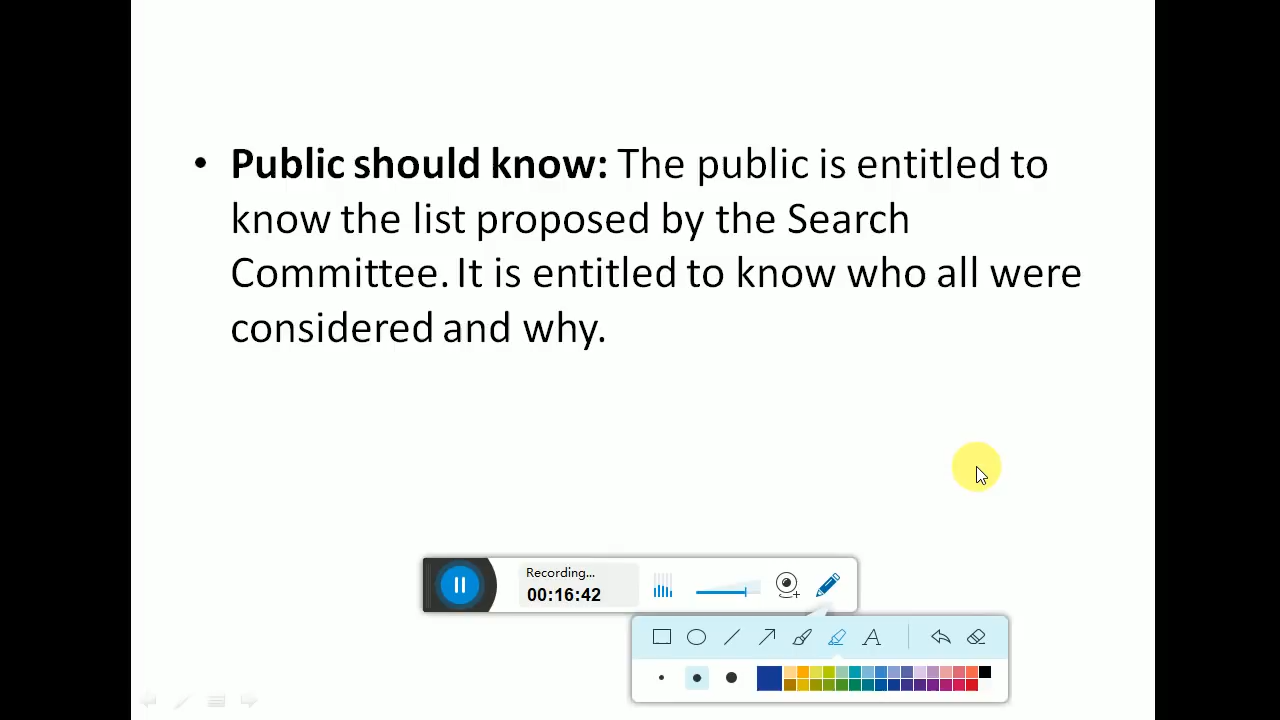 • Public should know: The public is entitled to
know the list proposed by the Search
Committee. It is entitled to know who all were
considered and why.
Recording...
00:16:42
A